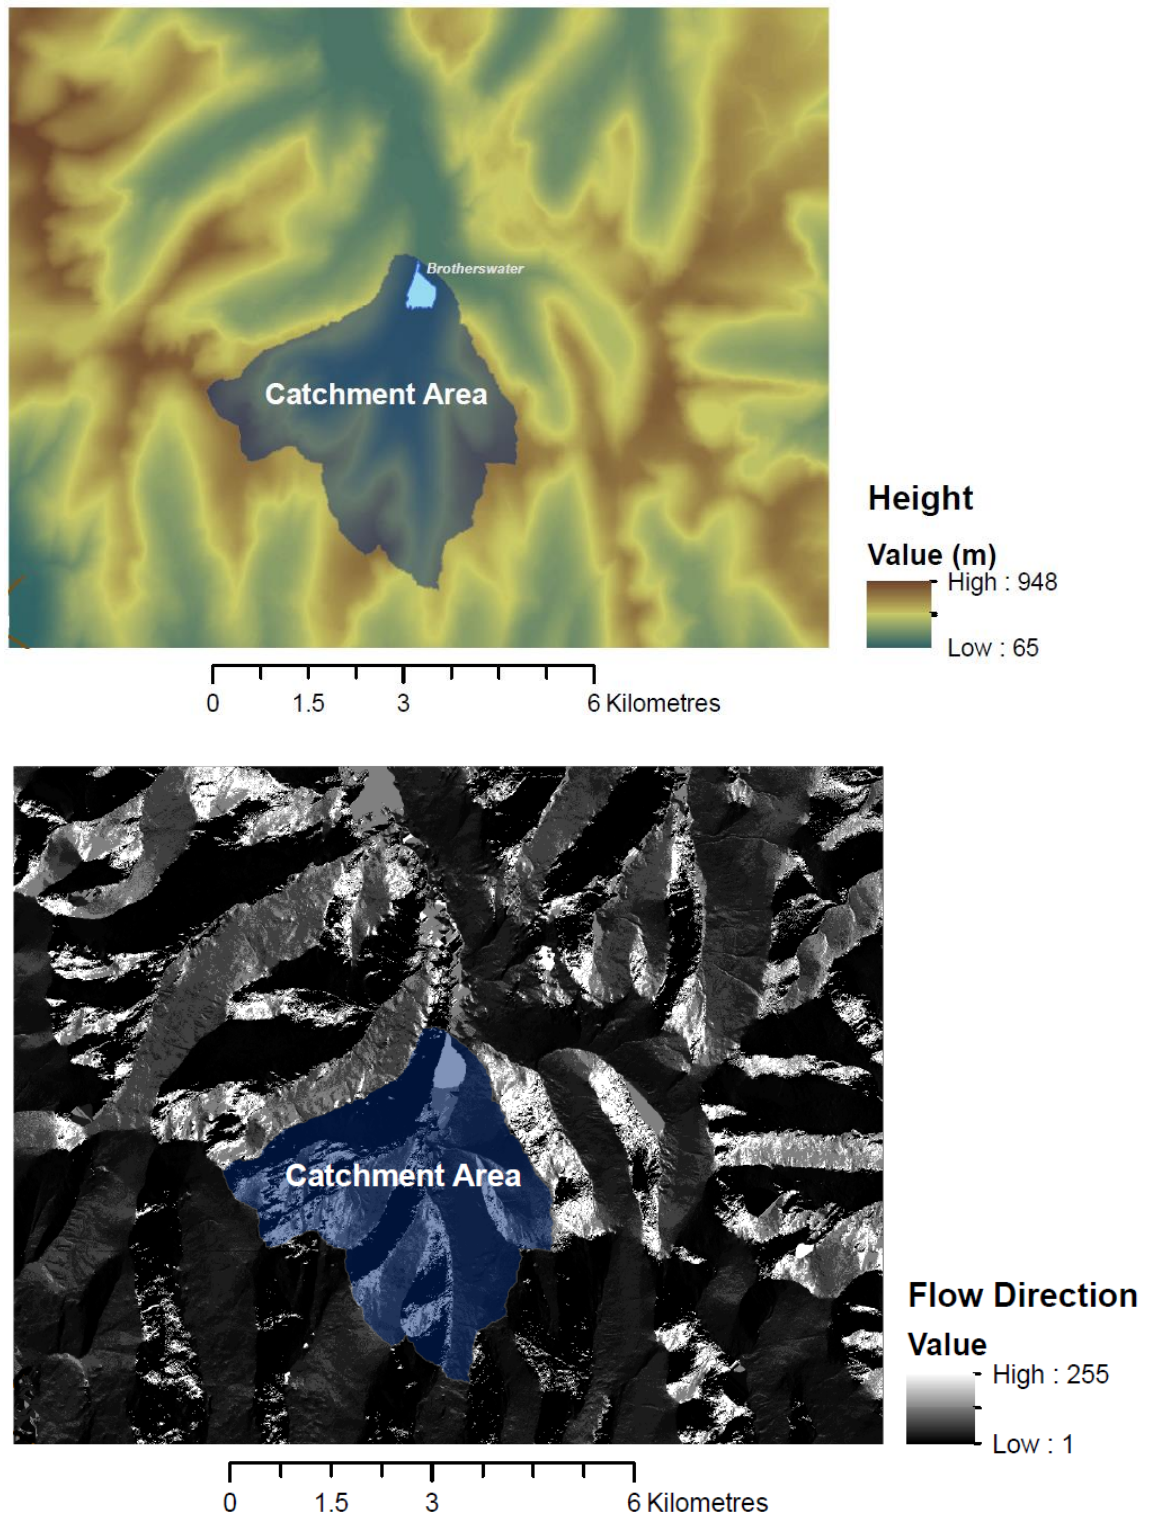 Brotherswater
Catchment Area
Height
Value (m)
High : 948
Low : 65
0 1.5 3 6 Kilometres
Catchment Area
Flow Direction
Value
High : 255
Low : 1
0 1.5 3 6 Kilometres